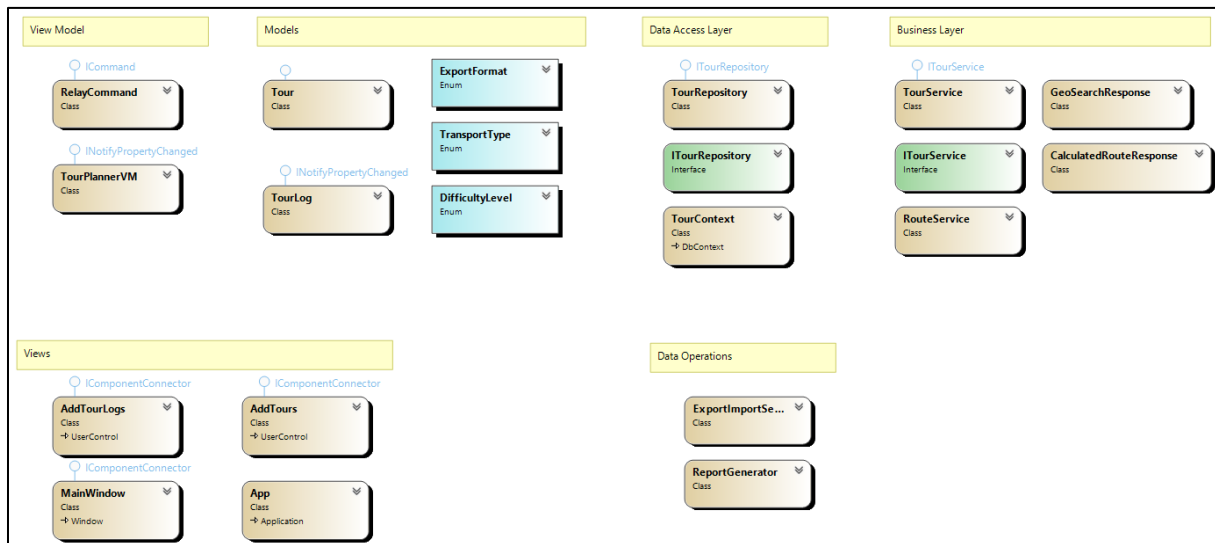 View Model
ICommand
RelayCommand
Class
INotifyPropertyChanged
TourPlannerVM
Class
Models
Tour
Class
INotifyPropertyChanged
TourLog
Class
ExportFormat
Enum
TransportType
Enum
DifficultyLevel
Enum
Data Access Layer
ITourRepository
TourRepository
Class
ITourRepository
Interface
TourContext
Class
DbContext
Business Layer
ITourService
TourService
Class
ITourService
Interface
RouteService
Class
GeoSearchResponse
Class
CalculatedRouteResponse
Class
Views
IComponentConnector
AddTourLogs
Class
UserControl
IComponentConnector
MainWindow
Class
Window
IComponentConnector
AddTours
Class
UserControl
App
Class
Application
Data Operations
ExportImportSe...
Class
ReportGenerator
Class